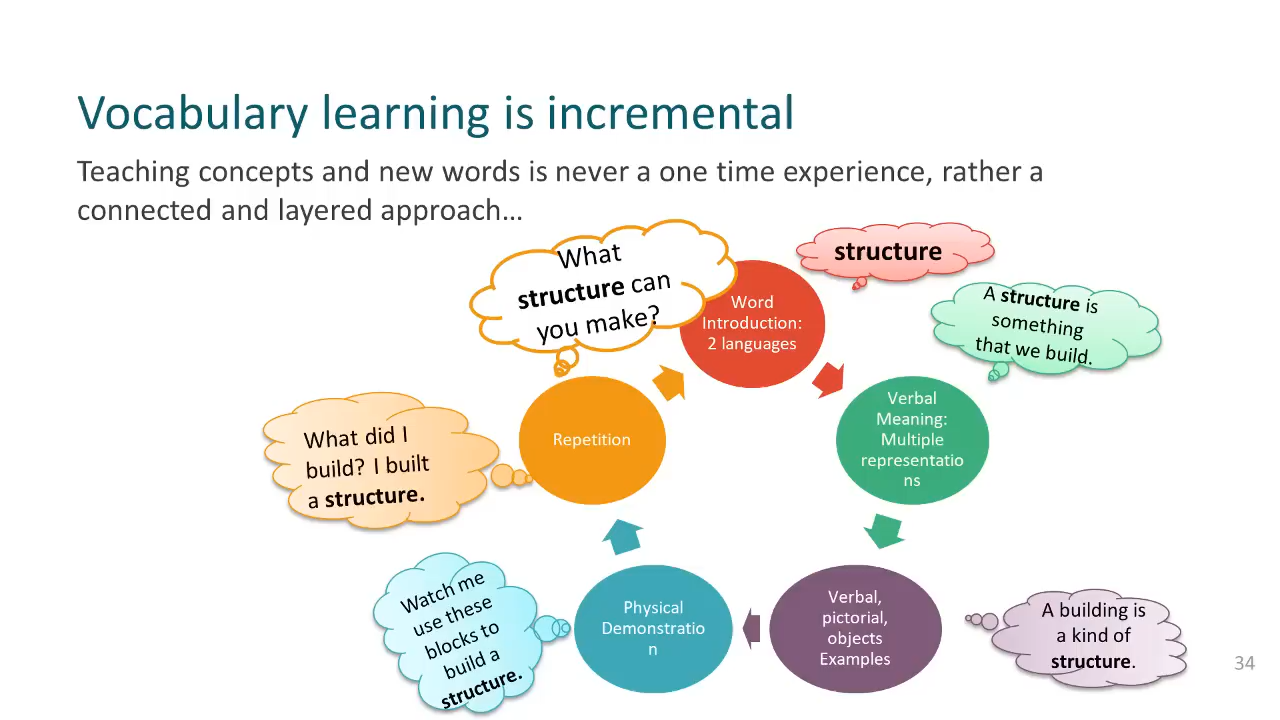 Vocabulary learning is incremental
Teaching concepts and new words is never a one time experience, rather a
connected and layered approach…
What
structure can
you make?
structure
Word
Introduction:
2 languages
A structure is
something
that we build.
Verbal
Meaning:
Multiple
representatio
ns
Repetition
What did I
build? I built
a structure.
Watch me
use these
blocks to
build a
structure.
Physical
Demonstratio
n
Verbal,
pictorial,
objects
Examples
A building is
a kind of
structure.
34